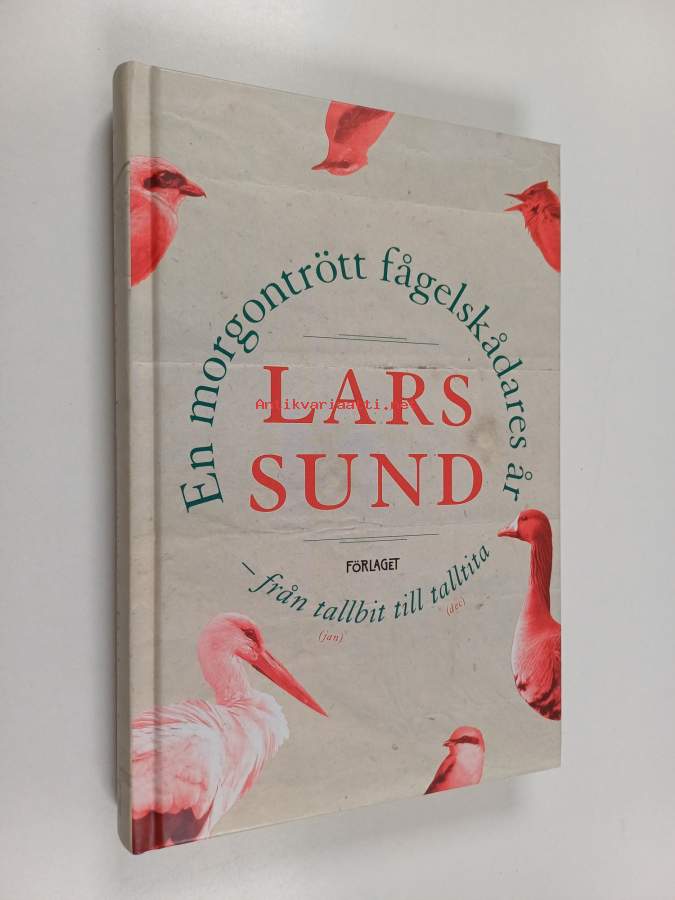 En morgontrött fågelskådares år
LARS
Antikvariaatti.net
SUND
FÖRLAGET
– från tallbit till talltita
(jan)
(dec)